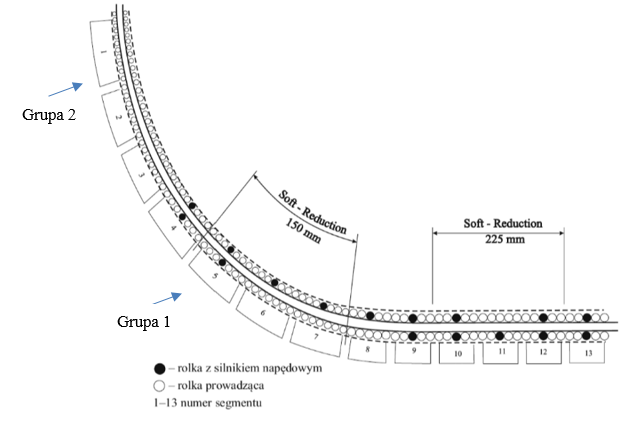 1
Grupa 2
2
3
Soft - Reduction
150 mm
4
Soft - Reduction
225 mm
5
Grupa 1
6
7
8
9
10
11
12
13
– rolka z silnikiem napędowym
– rolka prowadząca
1–13 numer segmentu